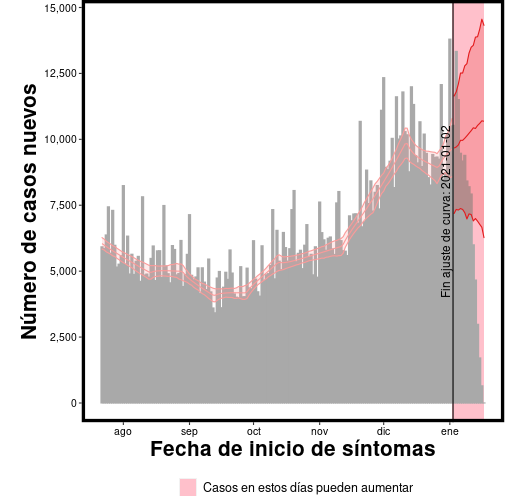 Número de casos nuevos
15,000
12,500
10,000
7,500
5,000
2,500
0
Fin ajuste de curva: 2021-01-02
ago sep oct nov dic ene
Fecha de inicio de síntomas
Casos en estos días pueden aumentar